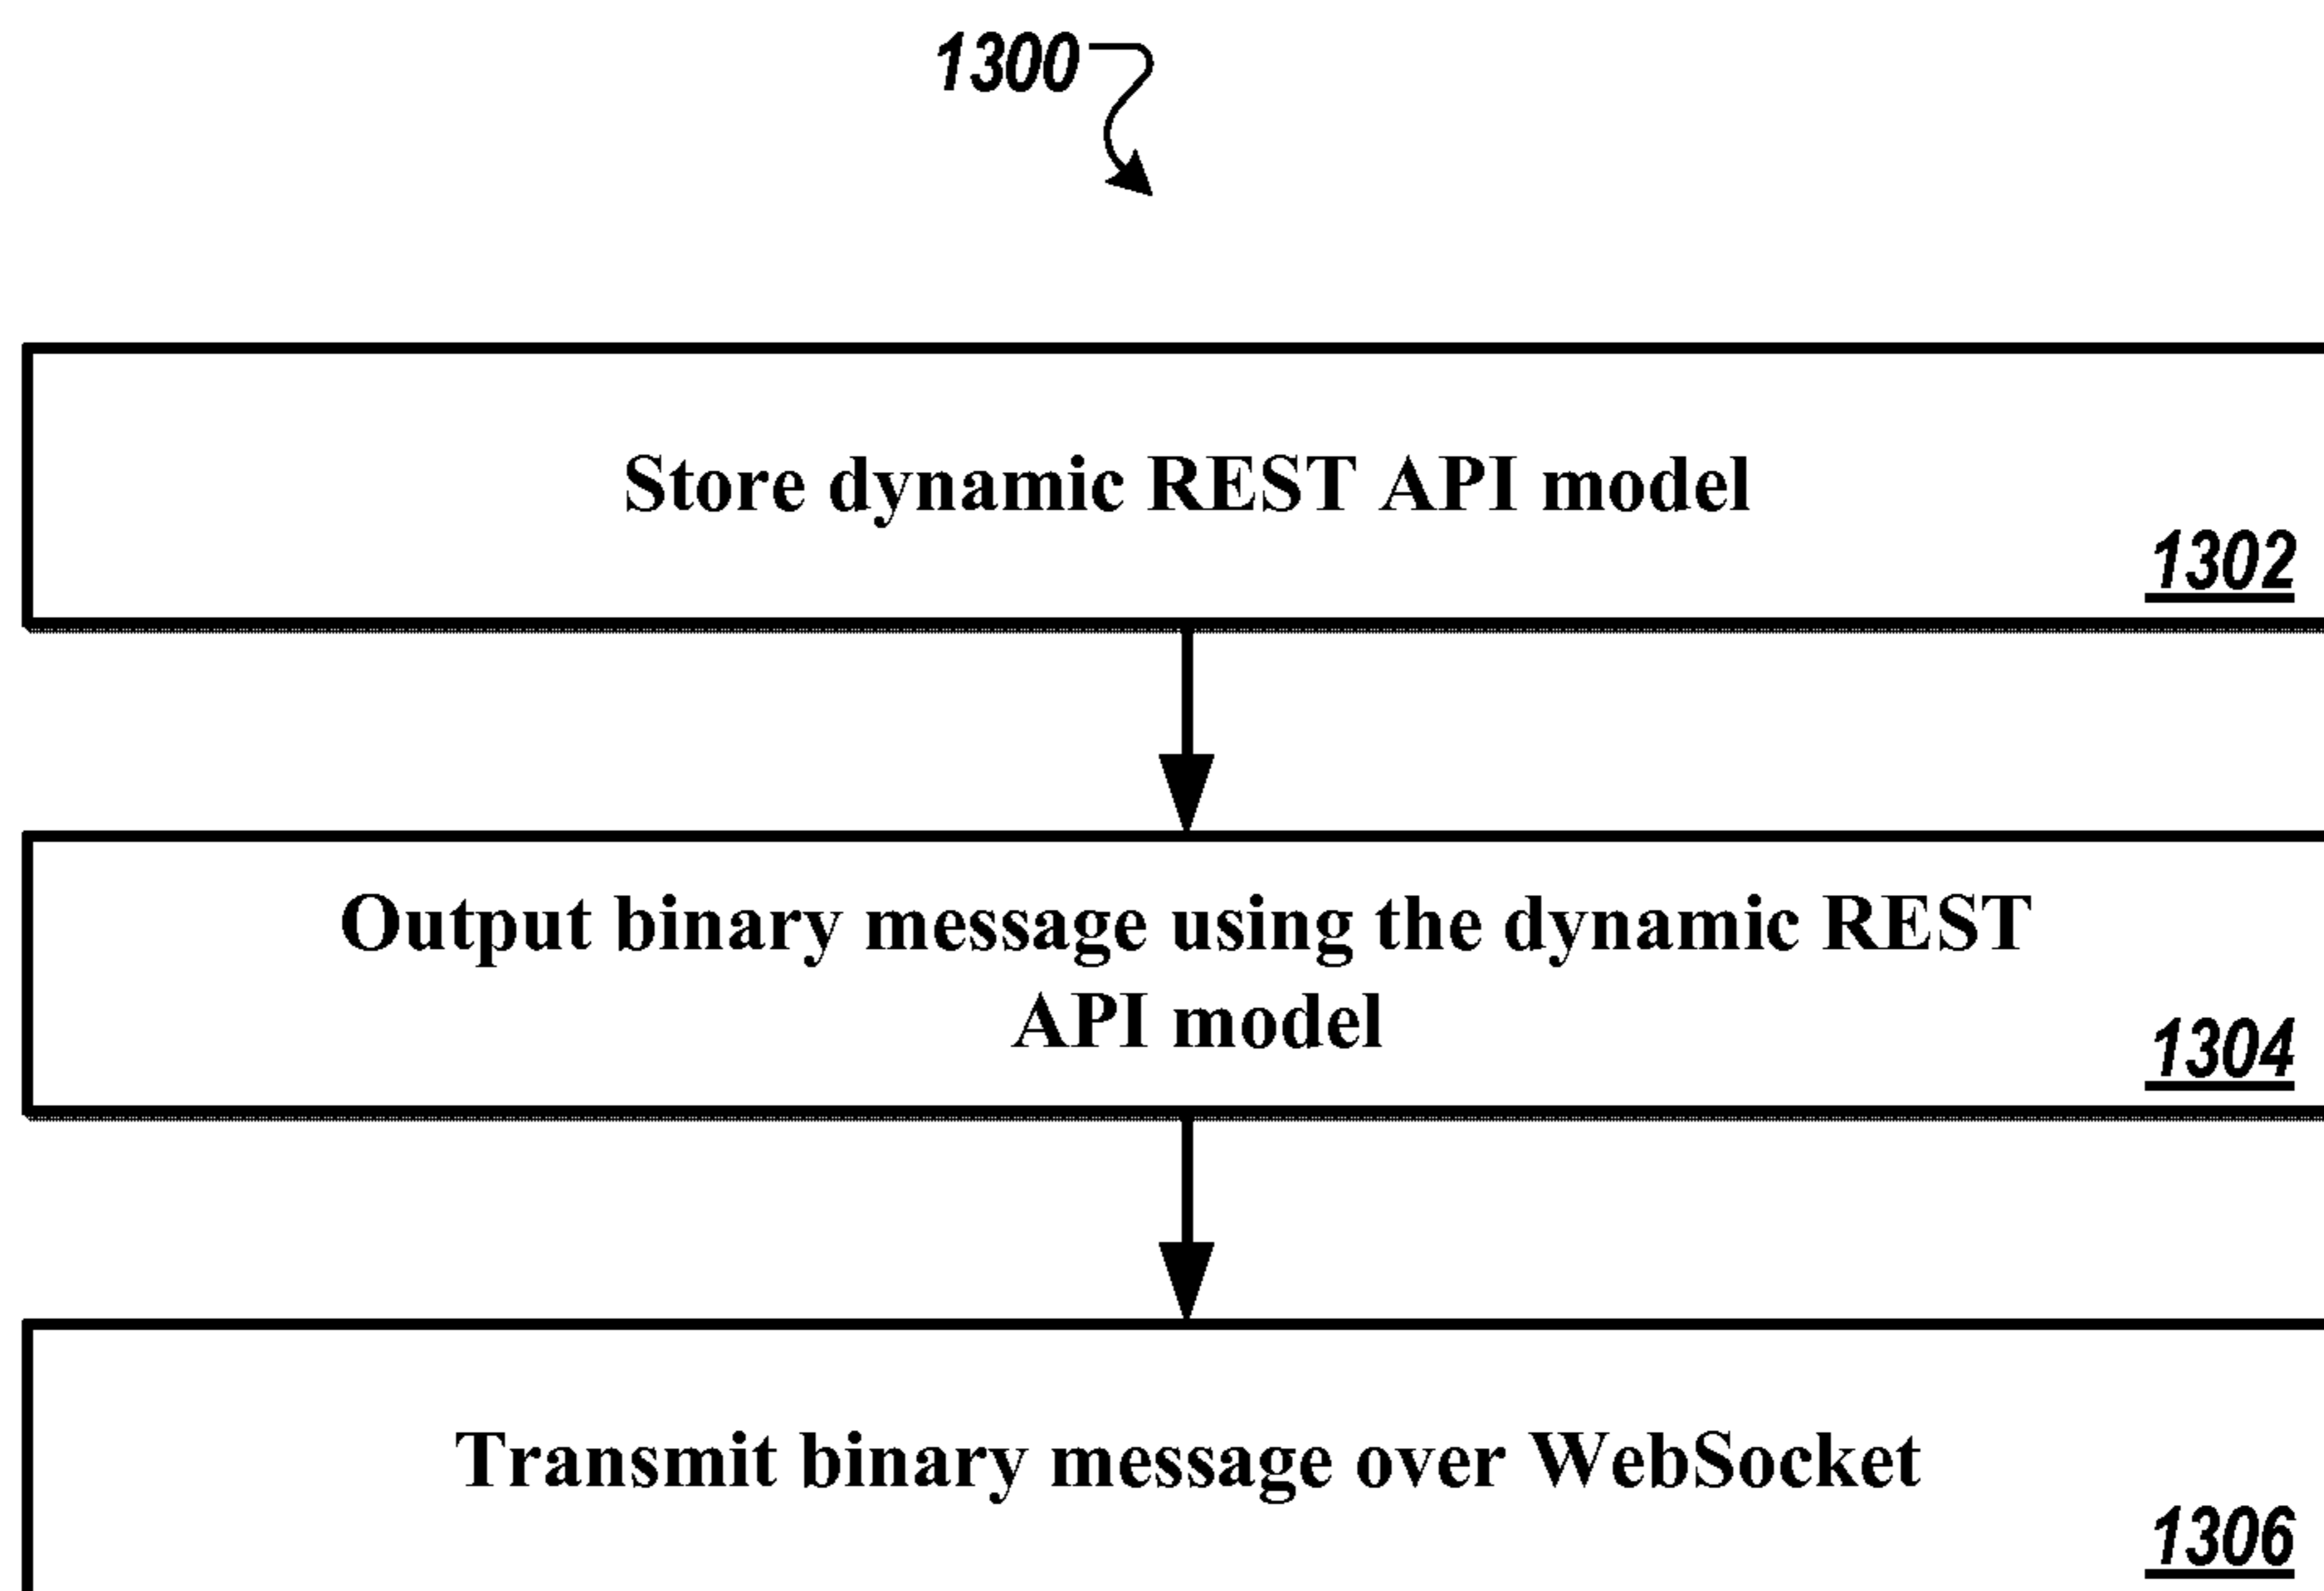 1300
Store dynamic REST API model
1302
Output binary message using the dynamic REST
API model
1304
Transmit binary message over WebSocket
1306